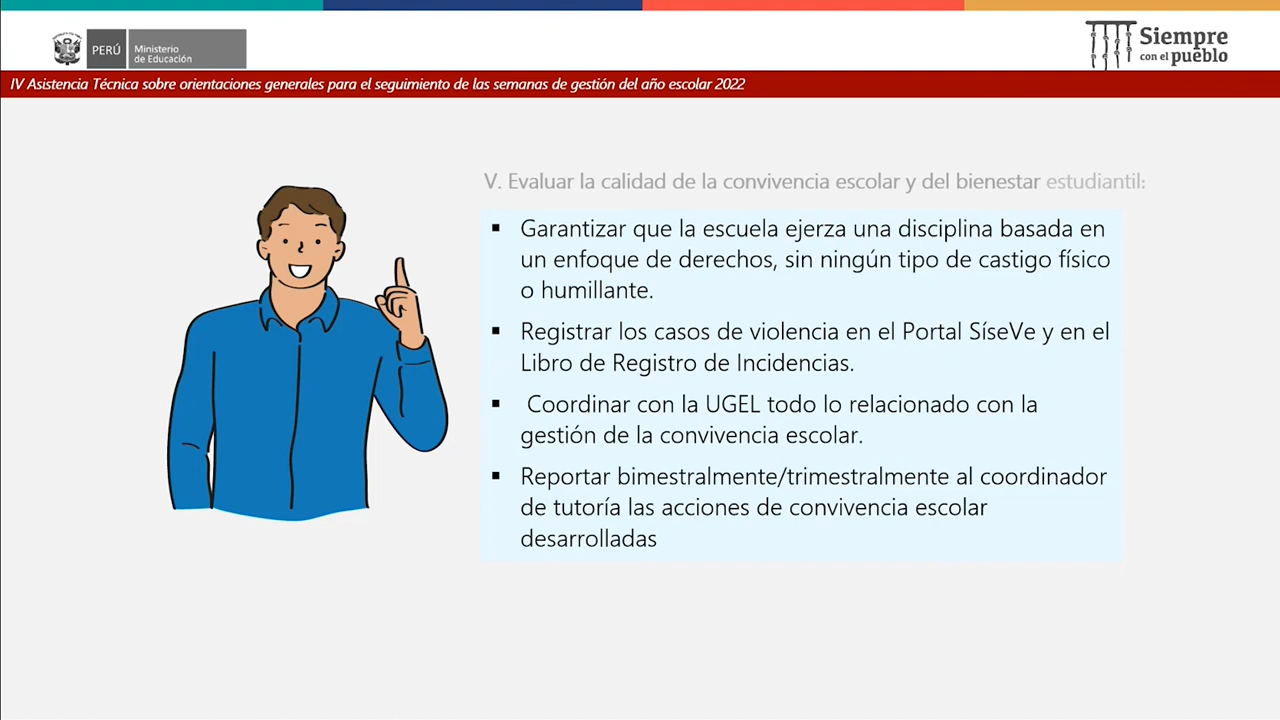 PERÚ
Ministerio
de Educación
Siempre
con el pueblo
IV Asistencia Técnica sobre orientaciones generales para el seguimiento de las semanas de gestión del año escolar 2022
V. Evaluar la calidad de la convivencia escolar y del bienestar estudiantil:
▪ Garantizar que la escuela ejerza una disciplina basada en
un enfoque de derechos, sin ningún tipo de castigo físico
o humillante.
▪ Registrar los casos de violencia en el Portal SíseVe y en el
Libro de Registro de Incidencias.
▪ Coordinar con la UGEL todo lo relacionado con la
gestión de la convivencia escolar.
▪ Reportar bimestralmente/trimestralmente al coordinador
de tutoría las acciones de convivencia escolar
desarrolladas